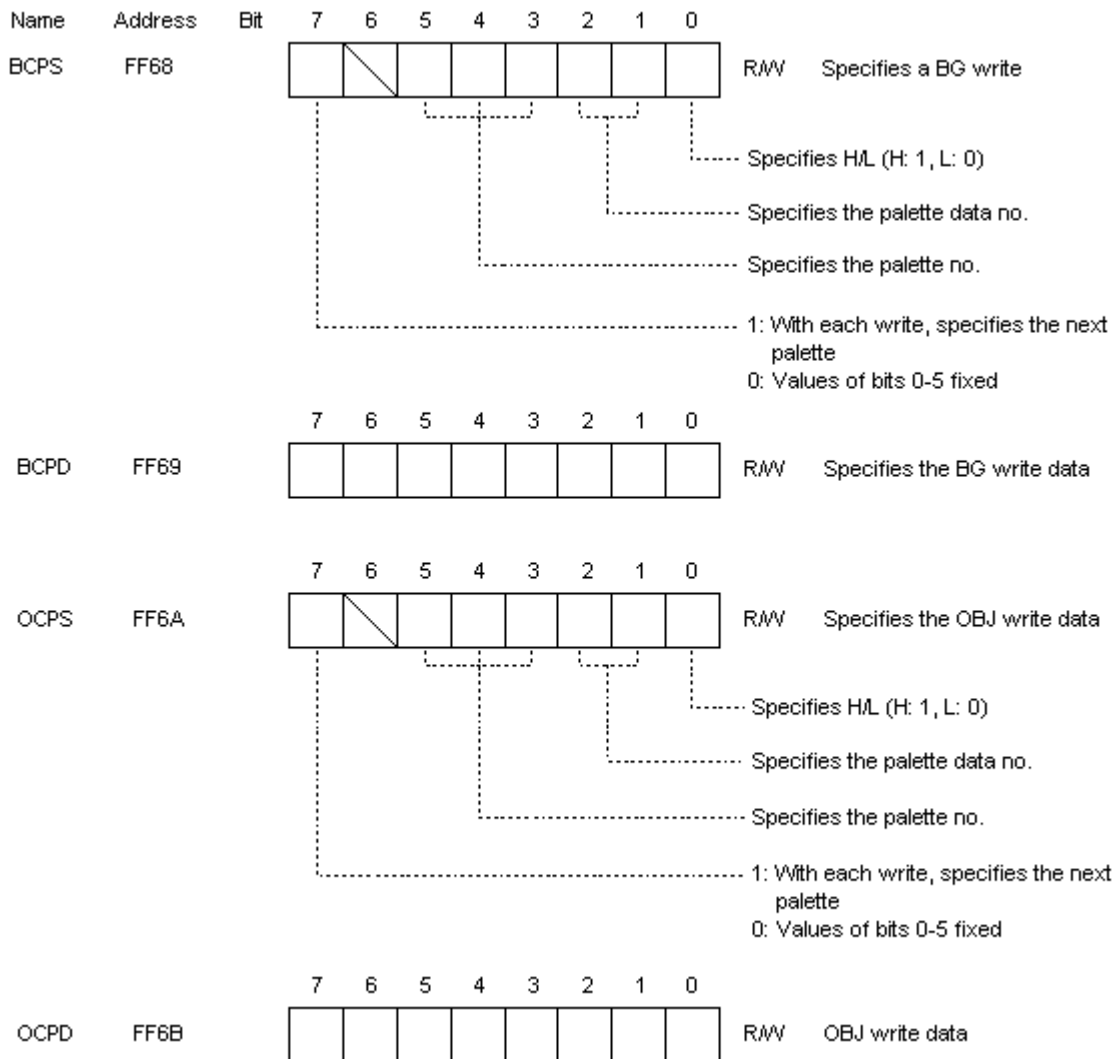 Name Address Bit 7 6 5 4 3 2 1 0
BCPS FF68 R/W Specifies a BG write
Specifies H/L (H: 1, L: 0)
Specifies the palette data no.
Specifies the palette no.
1: With each write, specifies the next
palette
0: Values of bits 0-5 fixed
7 6 5 4 3 2 1 0
BCPD FF69 R/W Specifies the BG write data
7 6 5 4 3 2 1 0
OCPS FF6A R/W Specifies the OBJ write data
Specifies H/L (H: 1, L: 0)
Specifies the palette data no.
Specifies the palette no.
1: With each write, specifies the next
palette
0: Values of bits 0-5 fixed
7 6 5 4 3 2 1 0
OCPD FF6B R/W OBJ write data